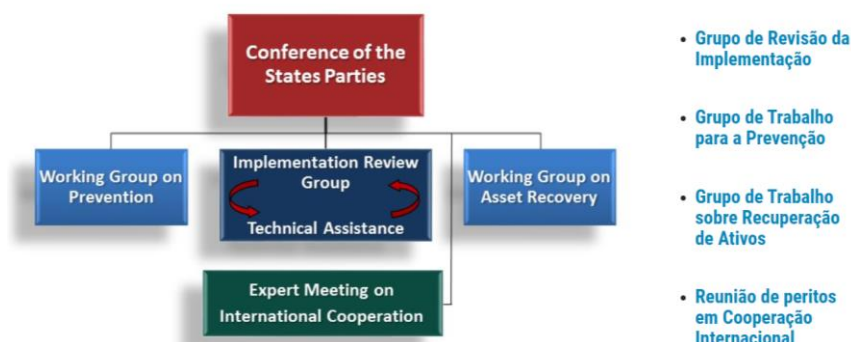 Conference of the
States Parties
Working Group on
Prevention
Implementation Review
Group
Technical Assistance
Working Group on
Asset Recovery
Expert Meeting on
International Cooperation
• Grupo de Revisão da
Implementação
• Grupo de Trabalho
para a Prevenção
• Grupo de Trabalho
sobre Recuperação
de Ativos
• Reunião de peritos
em Cooperação
Internacional